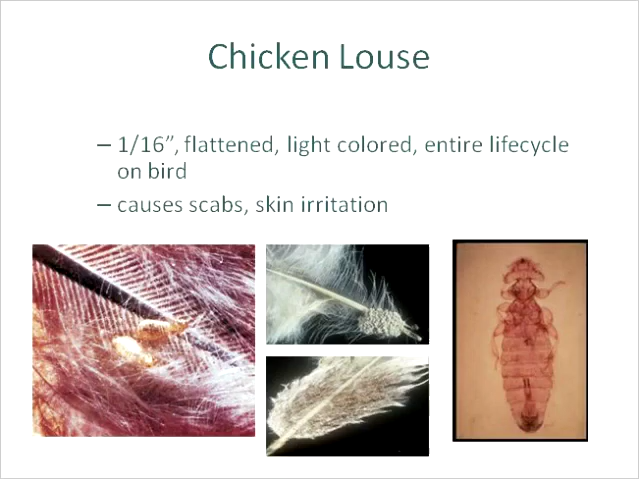 Chicken Louse
– 1/16”, flattened, light colored, entire lifecycle
on bird
– causes scabs, skin irritation